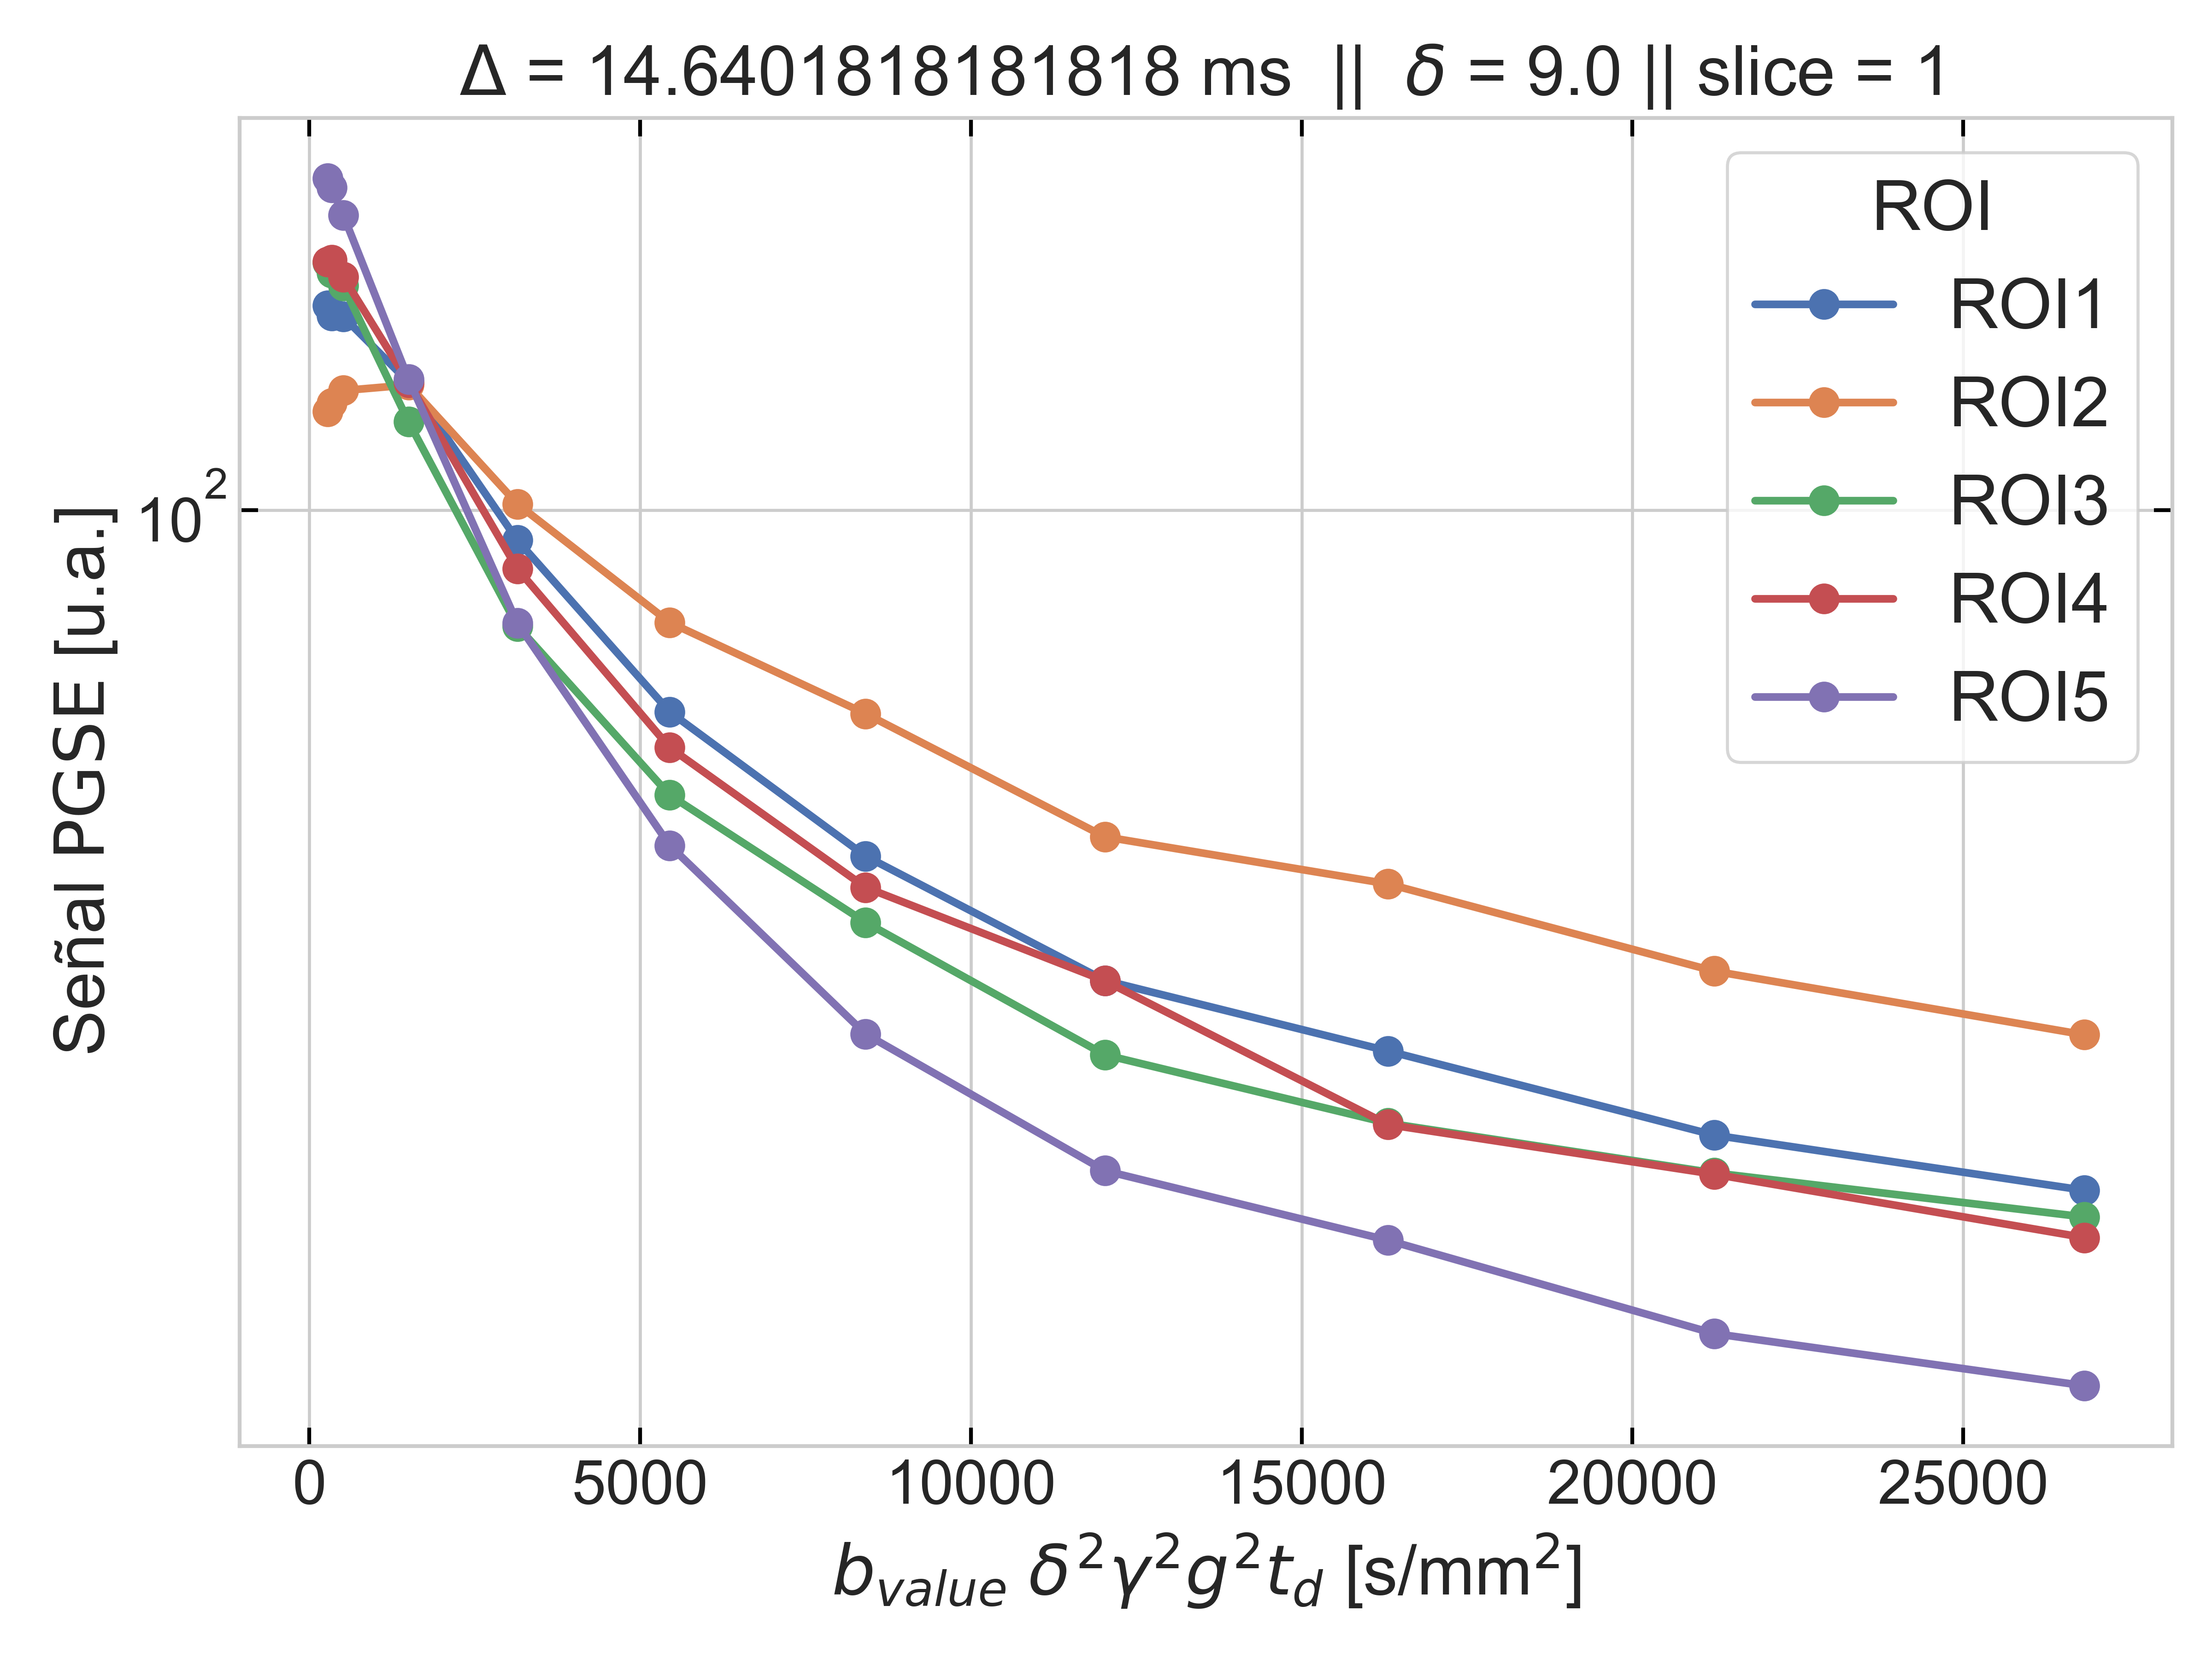 Δ = 14.640181818181818 ms || δ = 9.0 || slice = 1
ROI
ROI1
ROI2
ROI3
ROI4
ROI5
10²
Señal PGSE [u.a.]
0 5000 10000 15000 20000 25000
b_value δ²γ²g²t_d [s/mm²]